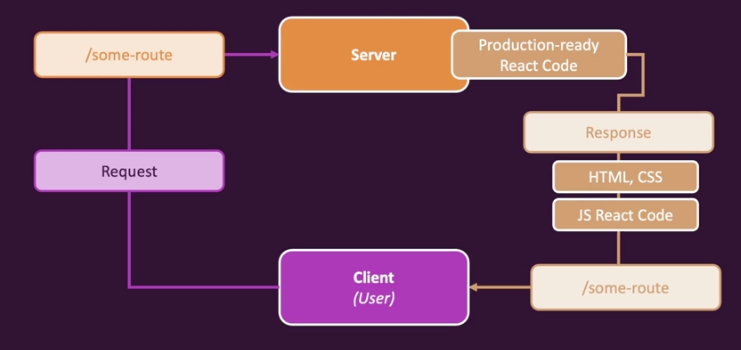 /some-route
Server
Production-ready
React Code
Response
Request
HTML, CSS
JS React Code
Client
(User)
/some-route